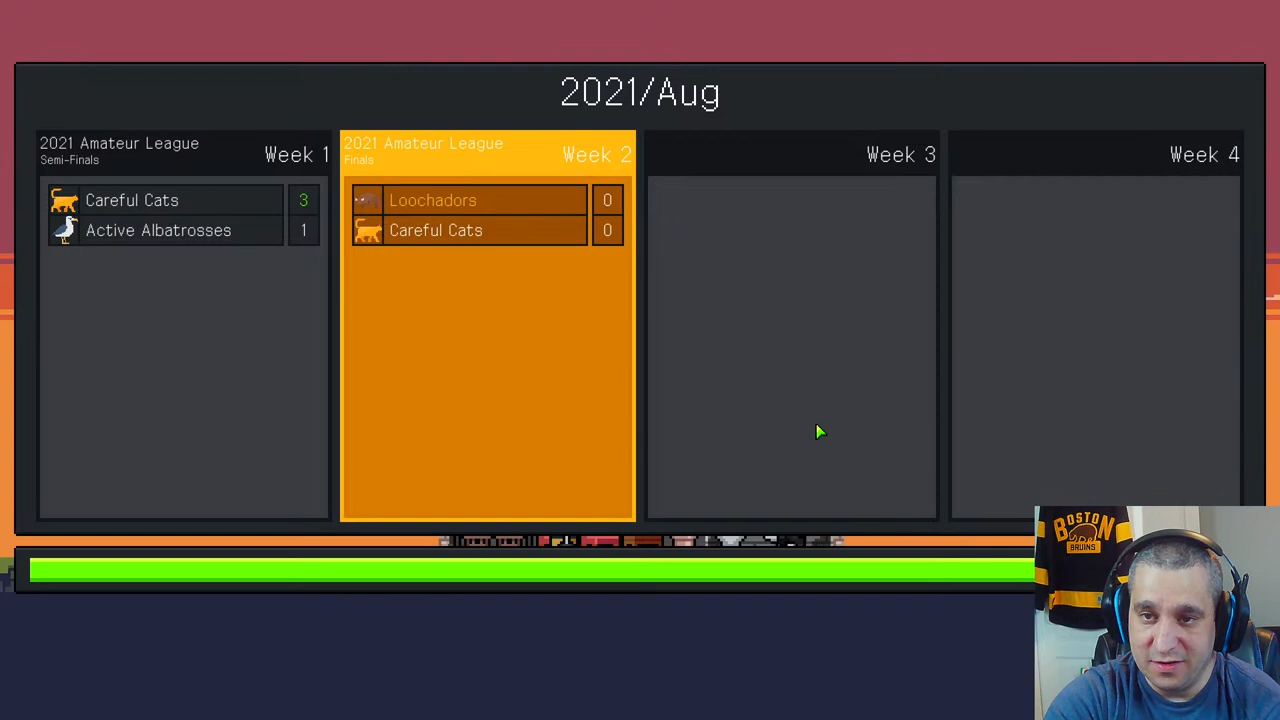 2021/Aug
2021 Amateur League
Semi-Finals
Week 1
Careful Cats 3
Active Albatrosses 1
2021 Amateur League
Finals
Week 2
Loochadors 0
Careful Cats 0
Week 3
Week 4
BOSTON
BRUINS